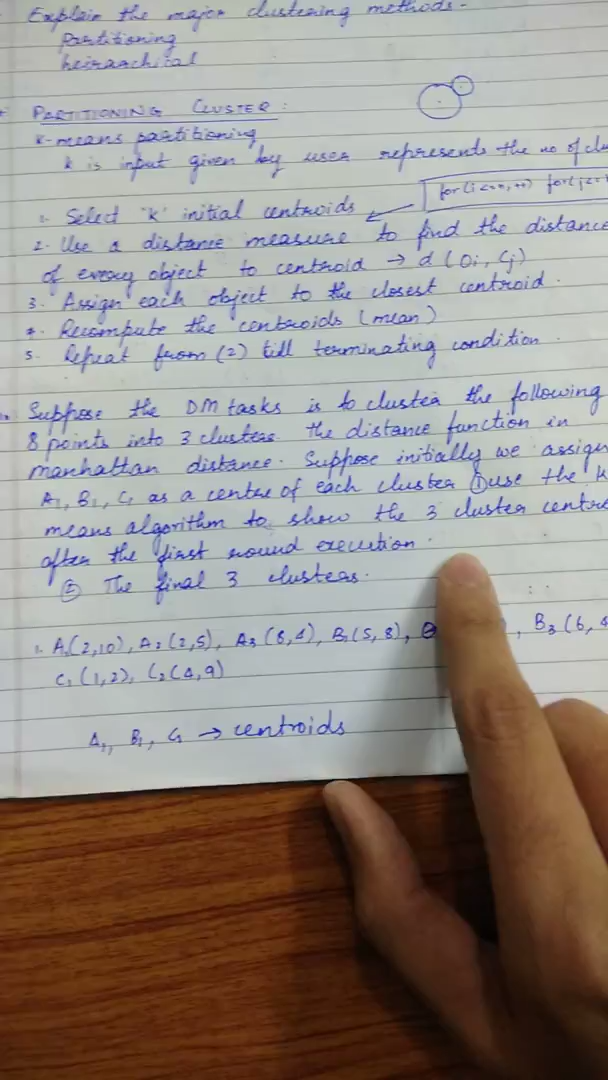 Explain the major clustering methods -
Partitioning
heirarchical
PARTITIONING CLUSTER :
K-means partitioning
K is input given by user represents the no of clu
1. Select 'k' initial centroids
for(i<--n,++) for(j<=
2. Use a distance measure to find the distance
of every object to centroid → d (Oi, Cj)
3. Assign each object to the closest centroid.
4. Recompute the centroids (mean)
5. Repeat from (2) till terminating condition.
Suppose the DM tasks is to cluster the following
8 points into 3 clusters. the distance function in
manhattan distance. Suppose initially we assign
A1, B1, C1 as a centre of each cluster ① use the K
means algorithm to show the 3 cluster centre
after the first round execution.
② The final 3 clusters.
1. A1(2,10), A2(2,5), A3(8,4), B1(5,8), B3(6,4
C1(1,2), C2(4,9)
A1, B1, C1 → centroids